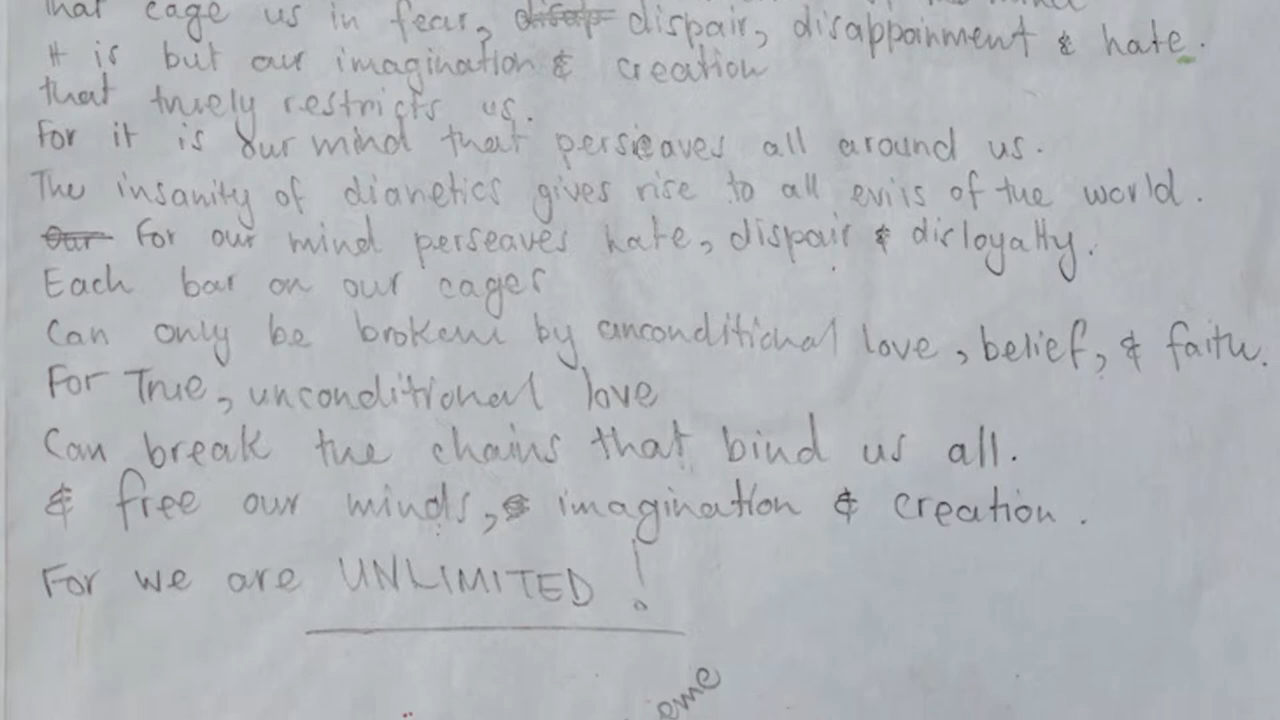 that cage us in fear, dispair, disappoinment & hate.
It is but our imagination & creation
that truely restricts us.
For it is our mind that perseaves all around us.
The insanity of dianetics gives rise to all evils of the world.
Our For our mind perseaves hate, dispair & disloyalty.
Each bar on our cages
Can only be broken by unconditional love, belief, & faith.
For True, unconditional love
Can break the chains that bind us all.
& free our minds, imagination & creation.
For we are UNLIMITED!
eme